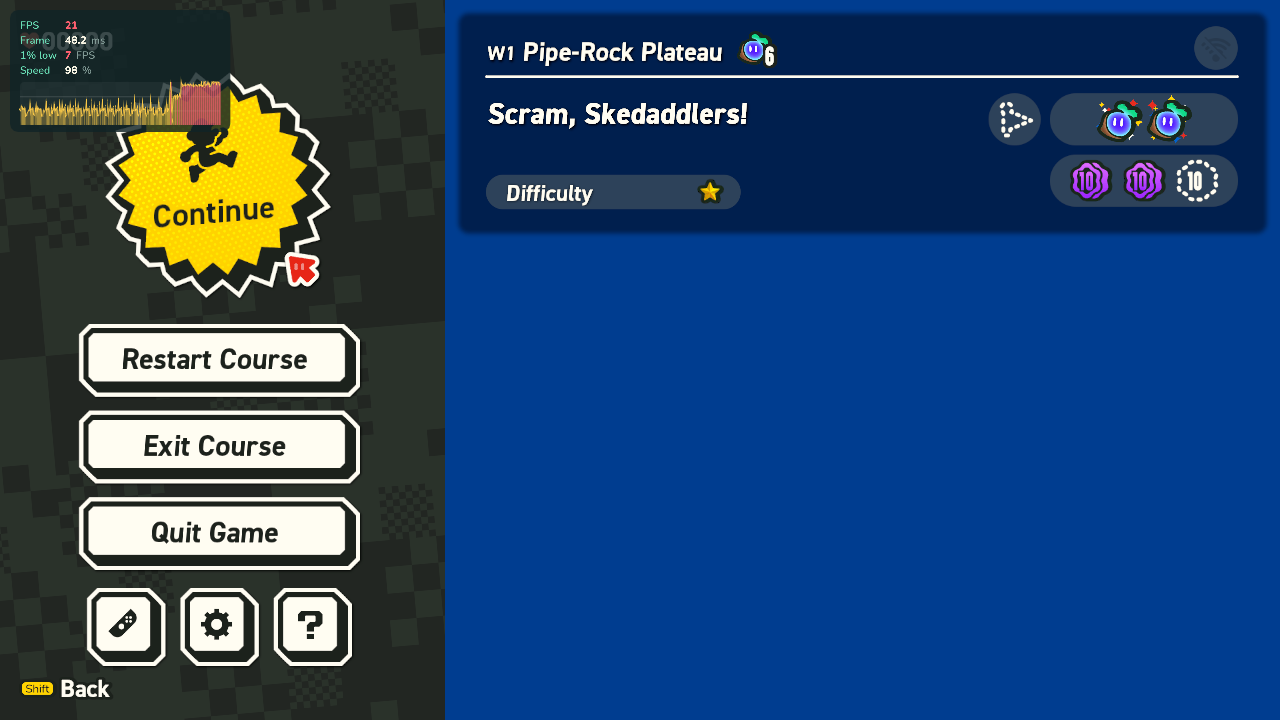 FPS 21
Frame 48.2 ms
1% low 7 FPS
Speed 98 %
Continue
Restart Course
Exit Course
Quit Game
?
Shift Back
W1 Pipe-Rock Plateau 6
Scram, Skedaddlers!
Difficulty
10 10 10